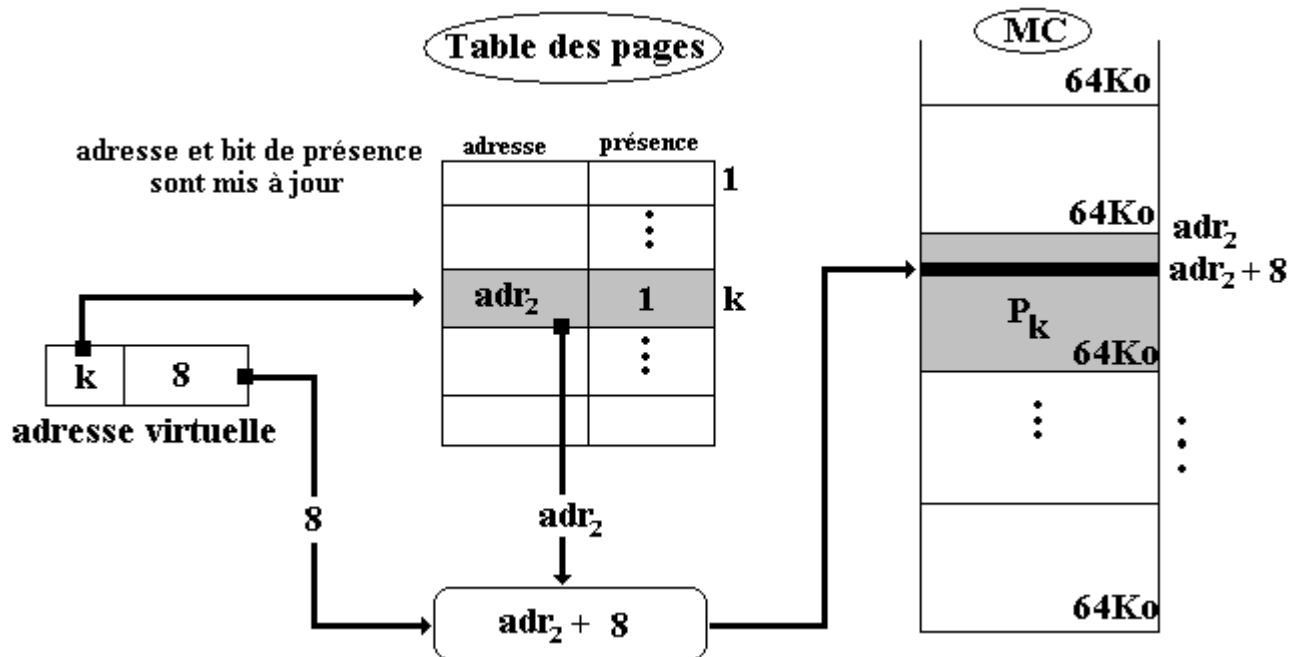 Table des pages
MC
64Ko
adresse et bit de présence
sont mis à jour
adresse
présence
1
64Ko
adr₂
adr₂ + 8
adr₂
1
k
P_k
64Ko
k
8
adresse virtuelle
8
adr₂
adr₂ + 8
64Ko